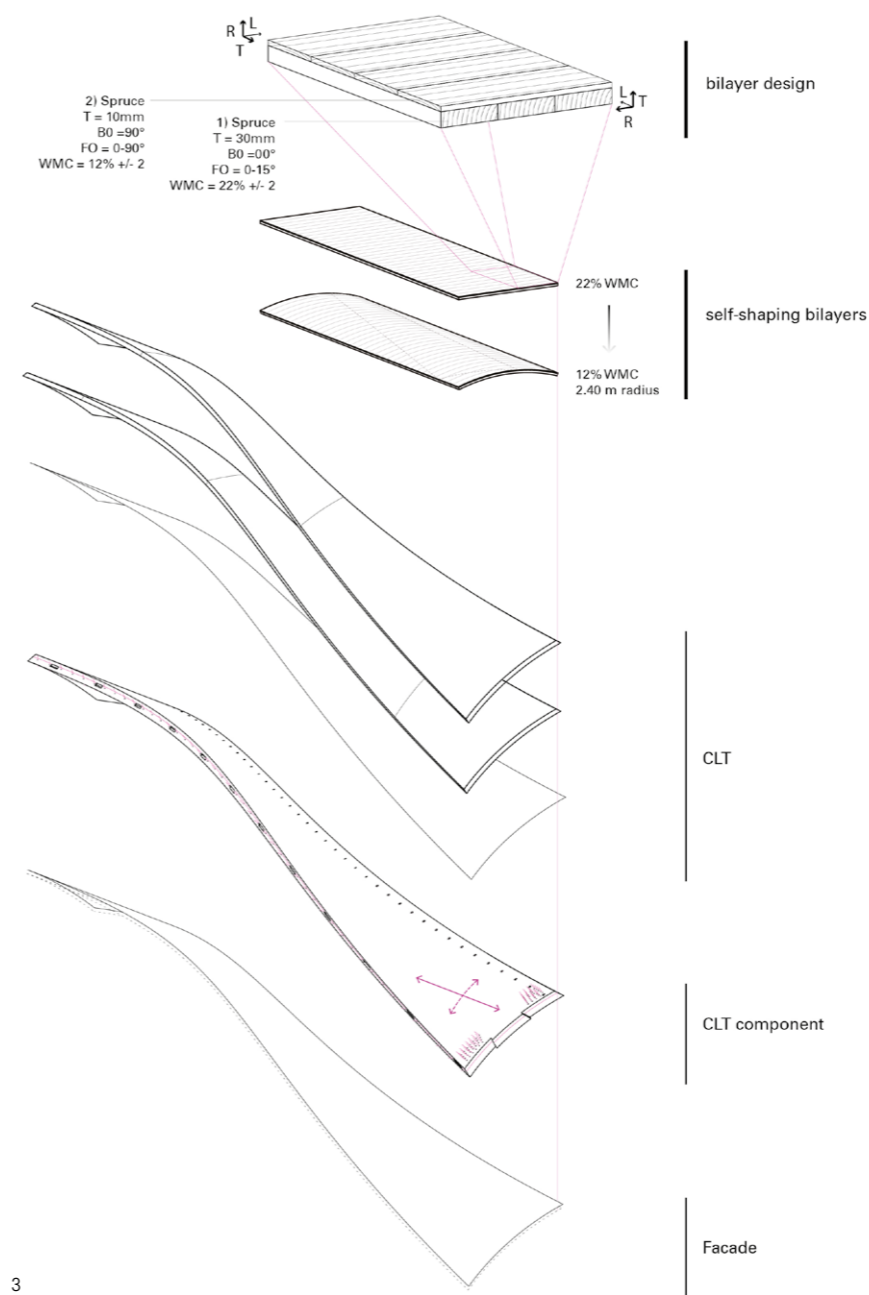 R L
T
bilayer design
L
T
R
2) Spruce
T = 10mm
B0 =90°
FO = 0-90°
WMC = 12% +/- 2
1) Spruce
T = 30mm
B0 =00°
FO = 0-15°
WMC = 22% +/- 2
22% WMC
self-shaping bilayers
12% WMC
2.40 m radius
CLT
CLT component
Facade
3